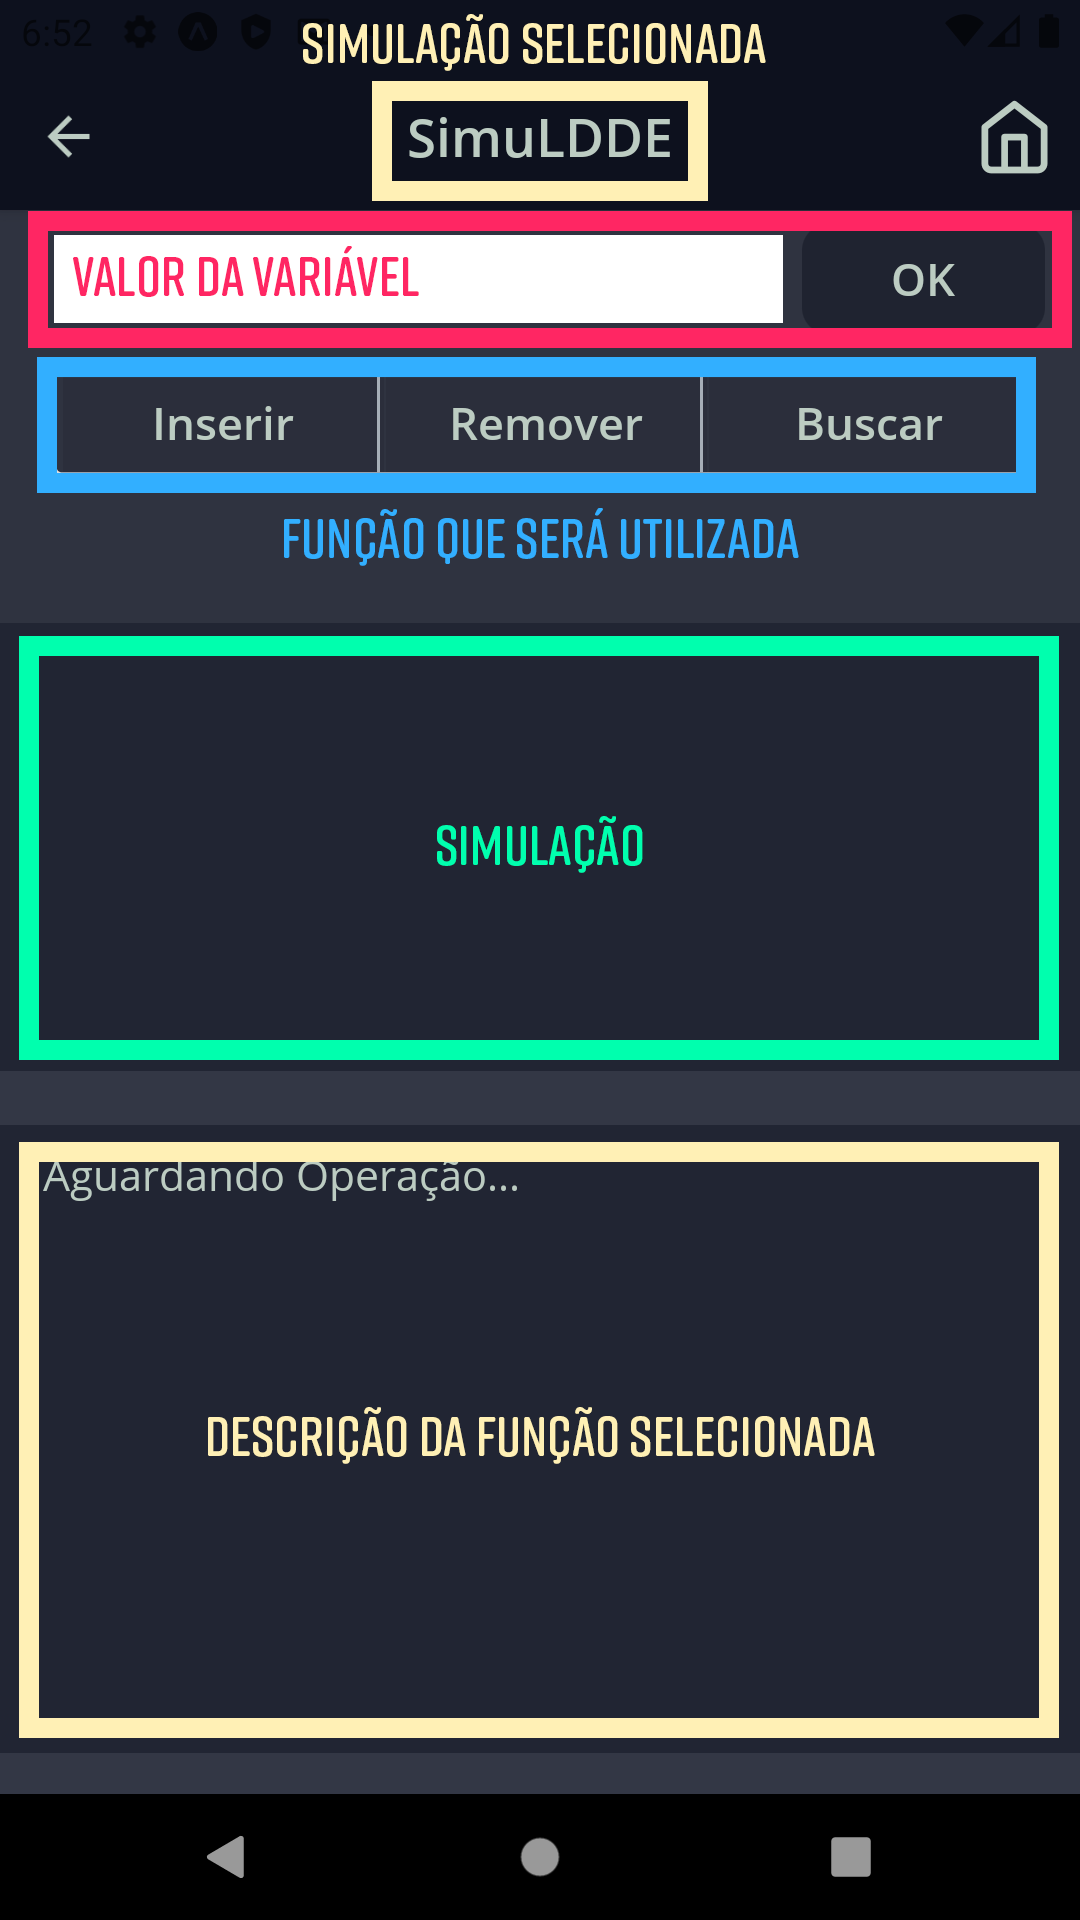 6:52
SIMULAÇÃO SELECIONADA
SimuLDDE
VALOR DA VARIÁVEL
OK
Inserir
Remover
Buscar
FUNÇÃO QUE SERÁ UTILIZADA
SIMULAÇÃO
Aguardando Operação...
DESCRIÇÃO DA FUNÇÃO SELECIONADA